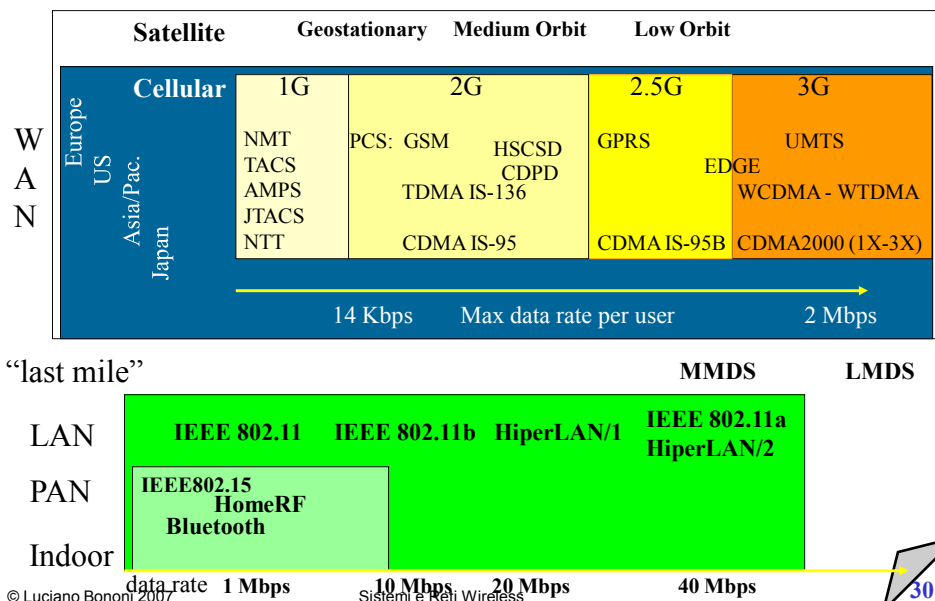 Satellite Geostationary Medium Orbit Low Orbit
Cellular 1G 2G 2.5G 3G
WAN
Europe
US
Asia/Pac.
Japan
NMT PCS: GSM HSCSD GPRS UMTS
TACS CDPD EDGE
AMPS TDMA IS-136 WCDMA - WTDMA
JTACS
NTT CDMA IS-95 CDMA IS-95B CDMA2000 (1X-3X)
14 Kbps Max data rate per user 2 Mbps
“last mile” MMDS LMDS
LAN IEEE 802.11 IEEE 802.11b HiperLAN/1 IEEE 802.11a
HiperLAN/2
PAN IEEE802.15
HomeRF
Bluetooth
Indoor
data rate 1 Mbps 10 Mbps 20 Mbps 40 Mbps
© Luciano Bononi 2007 Sistemi e Reti Wireless 30